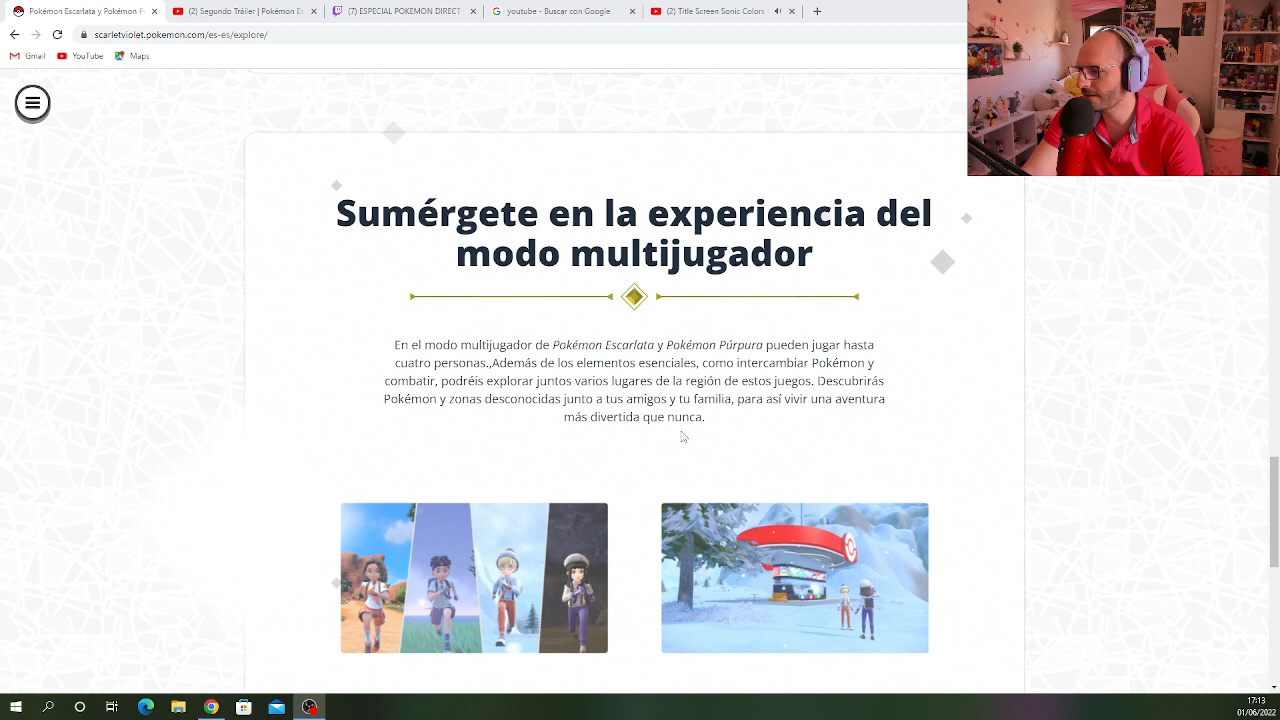 Pokémon Escarlata y Pokémon P
(2) Segundo Tráiler | Pokémon Es
(7) ESPECIAL POKEMON DIRECT
youtube - Buscar con Google
(2) Title Screen Sonic Colors
scarletviolet.pokemon.com/es-es/explore/
Gmail
YouTube
Maps
Sumérgete en la experiencia del
modo multijugador
En el modo multijugador de Pokémon Escarlata y Pokémon Púrpura pueden jugar hasta
cuatro personas.,Además de los elementos esenciales, como intercambiar Pokémon y
combatir, podréis explorar juntos varios lugares de la región de estos juegos. Descubrirás
Pokémon y zonas desconocidas junto a tus amigos y tu familia, para así vivir una aventura
más divertida que nunca.
17:13
01/06/2022